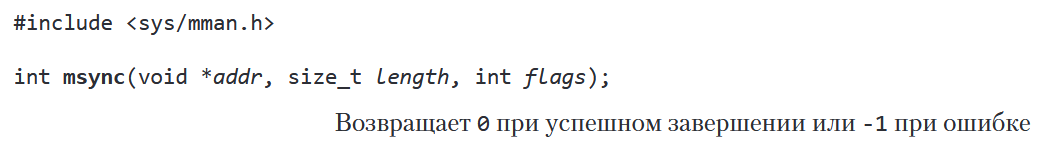 #include <sys/mman.h>
int msync(void *addr, size_t length, int flags);
Возвращает 0 при успешном завершении или -1 при ошибке